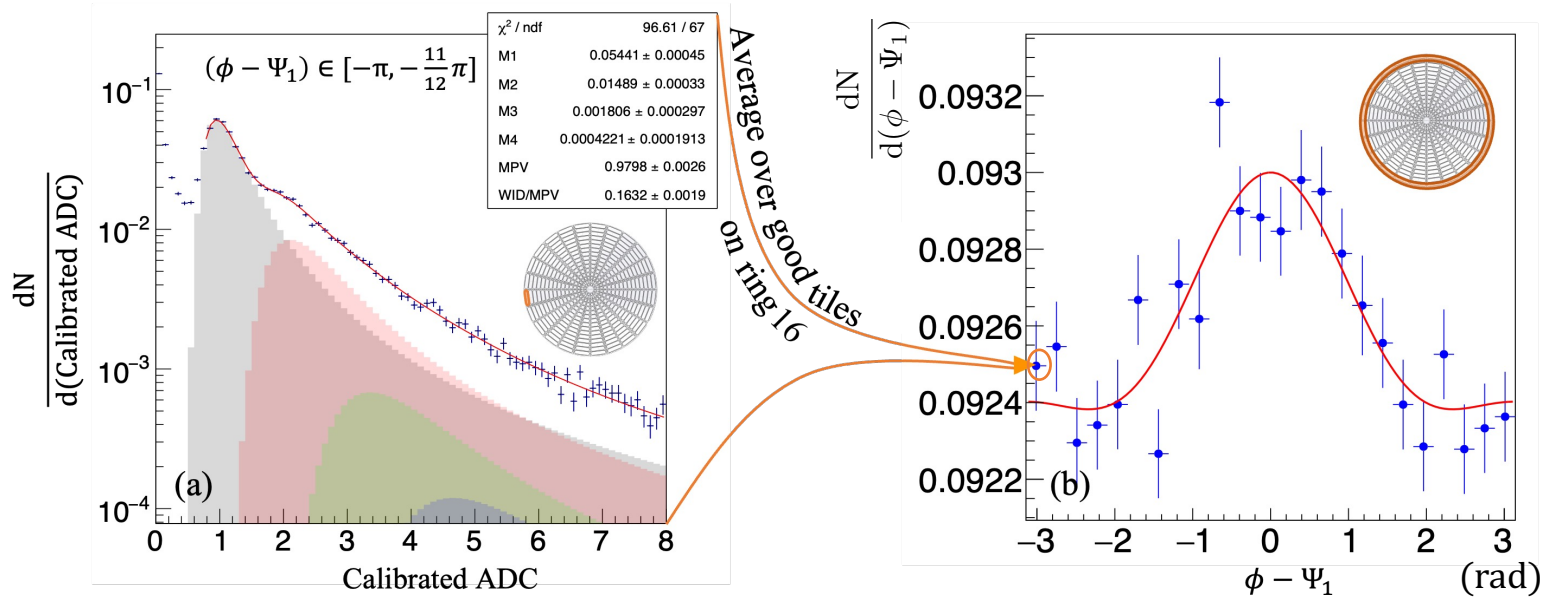 (ϕ − Ψ₁) ∈ [−π, −11/12 π]
χ² / ndf 96.61 / 67
M1 0.05441 ± 0.00045
M2 0.01489 ± 0.00033
M3 0.001806 ± 0.000297
M4 0.0004221 ± 0.0001913
MPV 0.9798 ± 0.0026
WID/MPV 0.1632 ± 0.0019
dN
d(Calibrated ADC)
10⁻¹
10⁻²
10⁻³
10⁻⁴
(a)
0 1 2 3 4 5 6 7 8
Calibrated ADC
Average over good tiles
on ring 16
dN
d(ϕ − Ψ₁)
0.0932
0.093
0.0928
0.0926
0.0924
0.0922
(b)
−3 −2 −1 0 1 2 3
ϕ − Ψ₁ (rad)